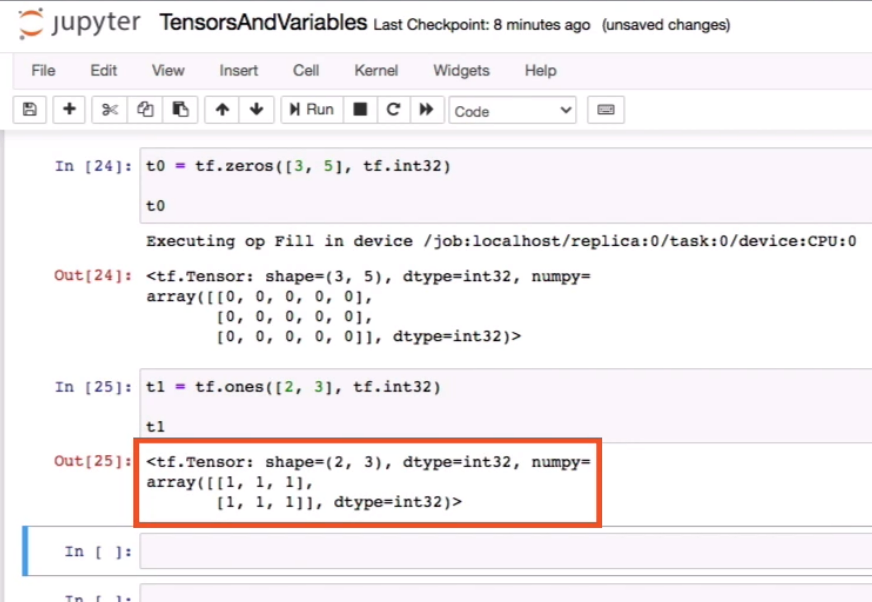 jupyter TensorsAndVariables Last Checkpoint: 8 minutes ago (unsaved changes)
File Edit View Insert Cell Kernel Widgets Help
Run Code
In [24]: t0 = tf.zeros([3, 5], tf.int32)
t0
Executing op Fill in device /job:localhost/replica:0/task:0/device:CPU:0
Out[24]: <tf.Tensor: shape=(3, 5), dtype=int32, numpy=
array([[0, 0, 0, 0, 0],
[0, 0, 0, 0, 0],
[0, 0, 0, 0, 0]], dtype=int32)>
In [25]: t1 = tf.ones([2, 3], tf.int32)
t1
Out[25]: <tf.Tensor: shape=(2, 3), dtype=int32, numpy=
array([[1, 1, 1],
[1, 1, 1]], dtype=int32)>
In [ ]:
In [ ]: